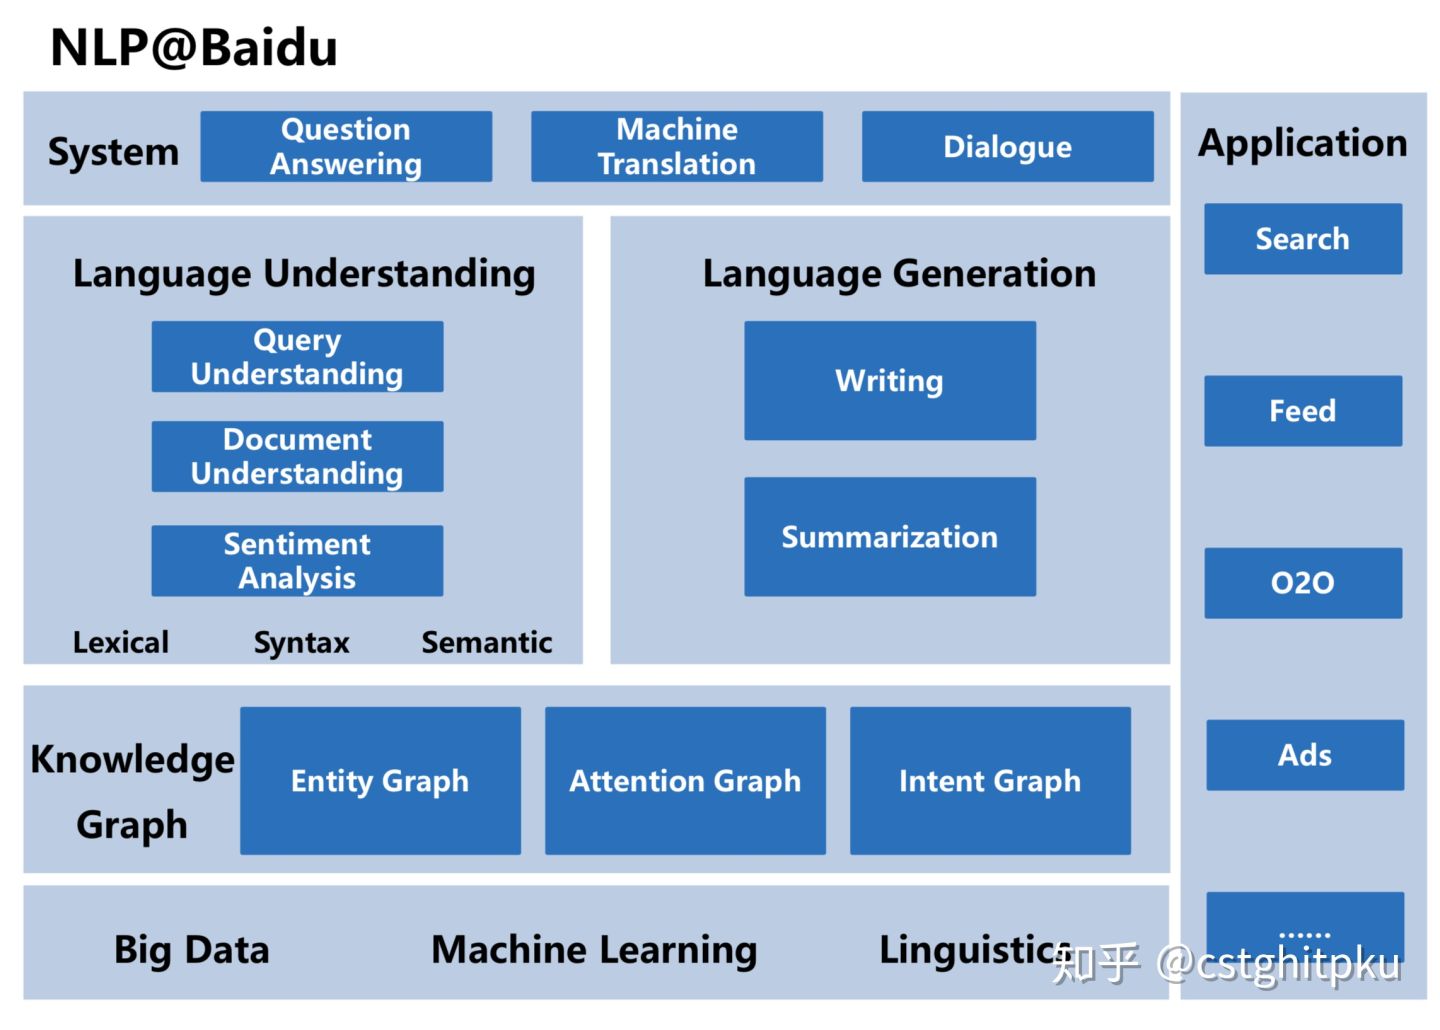 NLP@Baidu
System
Question
Answering
Machine
Translation
Dialogue
Language Understanding
Query
Understanding
Document
Understanding
Sentiment
Analysis
Lexical Syntax Semantic
Language Generation
Writing
Summarization
Knowledge
Graph
Entity Graph
Attention Graph
Intent Graph
Big Data Machine Learning Linguistics
Application
Search
Feed
O2O
Ads
......
知乎 @cstghitpku